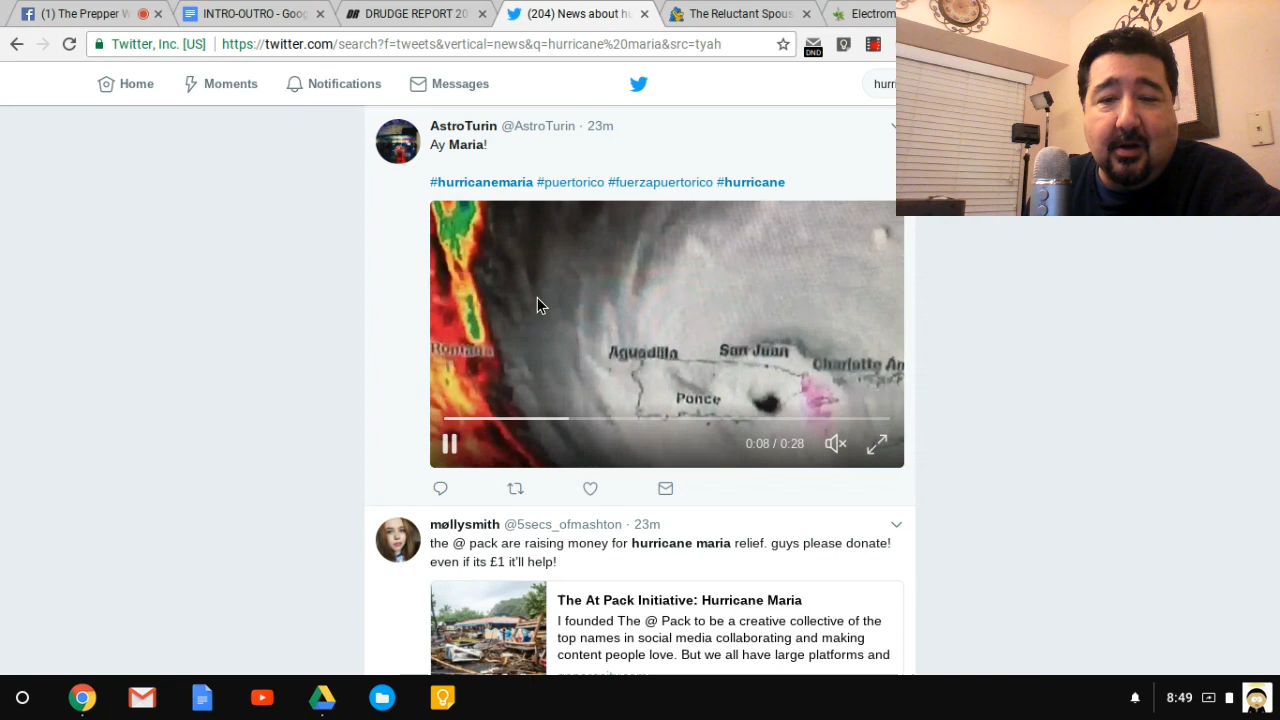 (1) The Prepper W
INTRO-OUTRO - Goog
DRUDGE REPORT 20
(204) News about hu
The Reluctant Spous
Electrom
Twitter, Inc. [US]
https://twitter.com/search?f=tweets&vertical=news&q=hurricane%20maria&src=tyah
DND
Home
Moments
Notifications
Messages
hurri
AstroTurin @AstroTurin · 23m
Ay Maria!
#hurricanemaria #puertorico #fuerzapuertorico #hurricane
Romana
Aguadilla
San Juan
Charlotte Am
Ponce
0:08 / 0:28
møllysmith @5secs_ofmashton · 23m
the @ pack are raising money for hurricane maria relief. guys please donate!
even if its £1 it'll help!
The At Pack Initiative: Hurricane Maria
I founded The @ Pack to be a creative collective of the
top names in social media collaborating and making
content people love. But we all have large platforms and
8:49